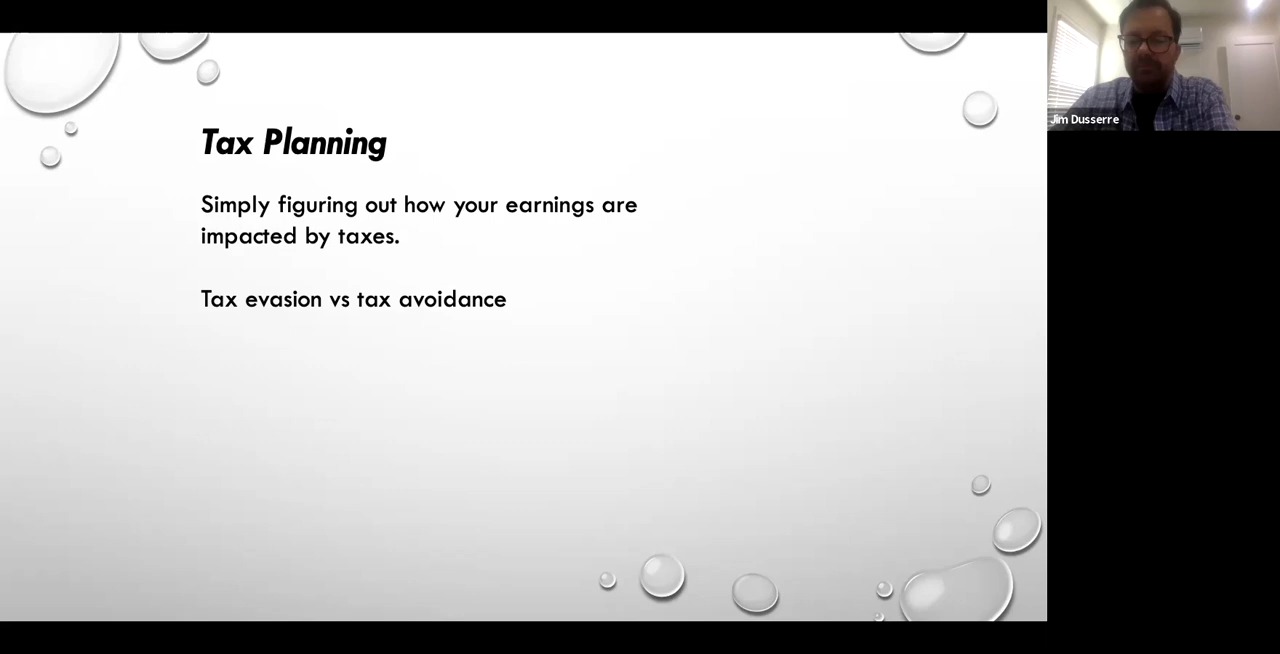 Tax Planning
Simply figuring out how your earnings are
impacted by taxes.
Tax evasion vs tax avoidance
Jim Dusserre